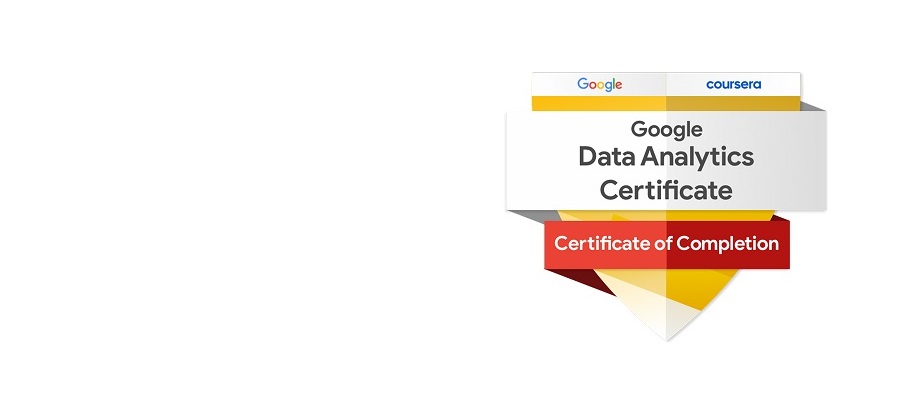 Google coursera
Google
Data Analytics
Certificate
Certificate of Completion